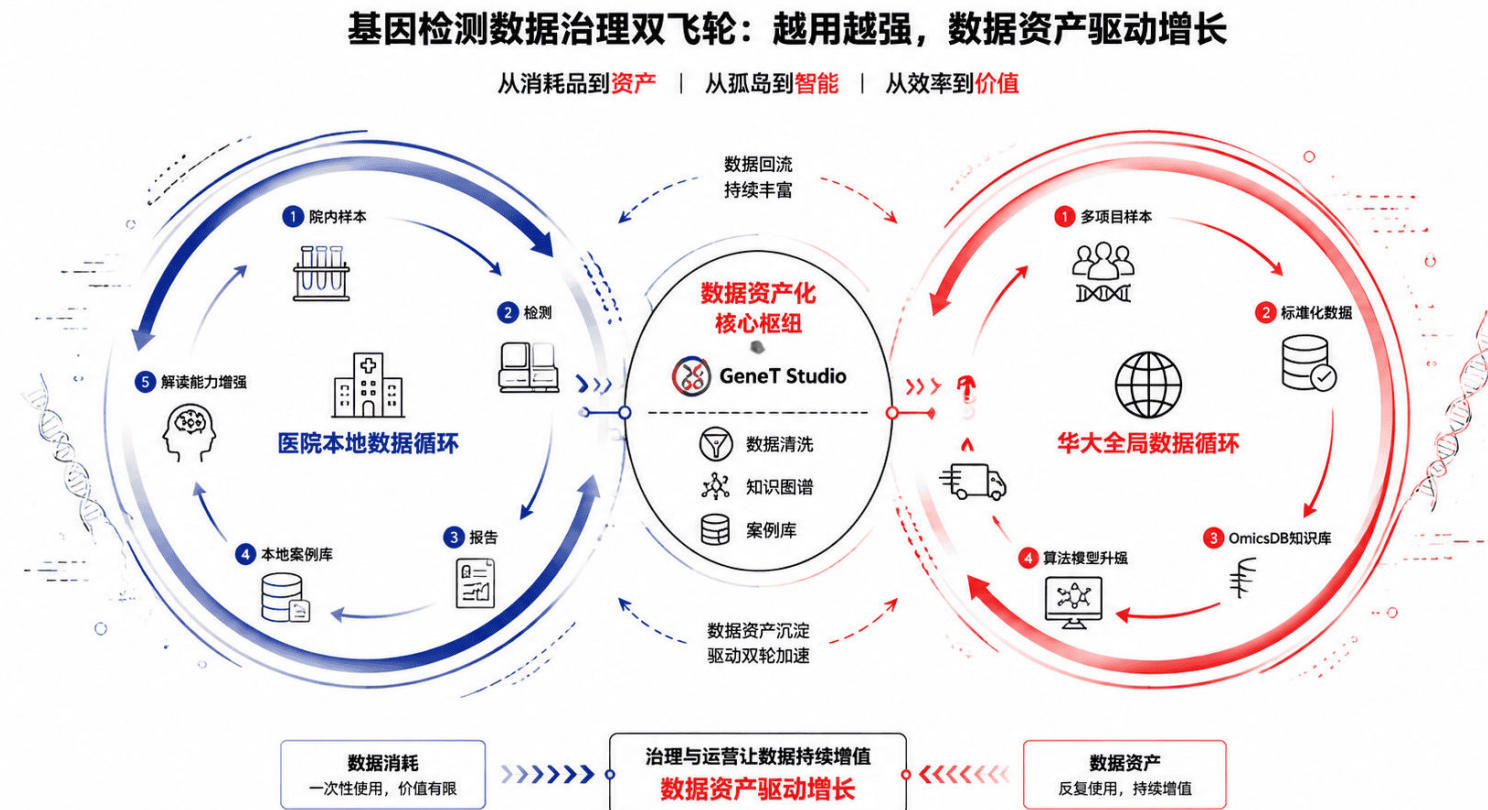 基因检测数据治理双飞轮：越用越强，数据资产驱动增长
从消耗品到资产 | 从孤岛到智能 | 从效率到价值
数据回流
持续丰富
1 院内样本
2 检测
3 报告
4 本地案例库
5 解读能力增强
医院本地数据循环
数据资产化
核心枢纽
GeneT Studio
数据清洗
知识图谱
案例库
1 多项目样本
2 标准化数据
3 OmicsDB知识库
4 算法模型升级
华大全局数据循环
数据资产沉淀
驱动双轮加速
数据消耗
一次性使用，价值有限
治理与运营让数据持续增值
数据资产驱动增长
数据资产
反复使用，持续增值